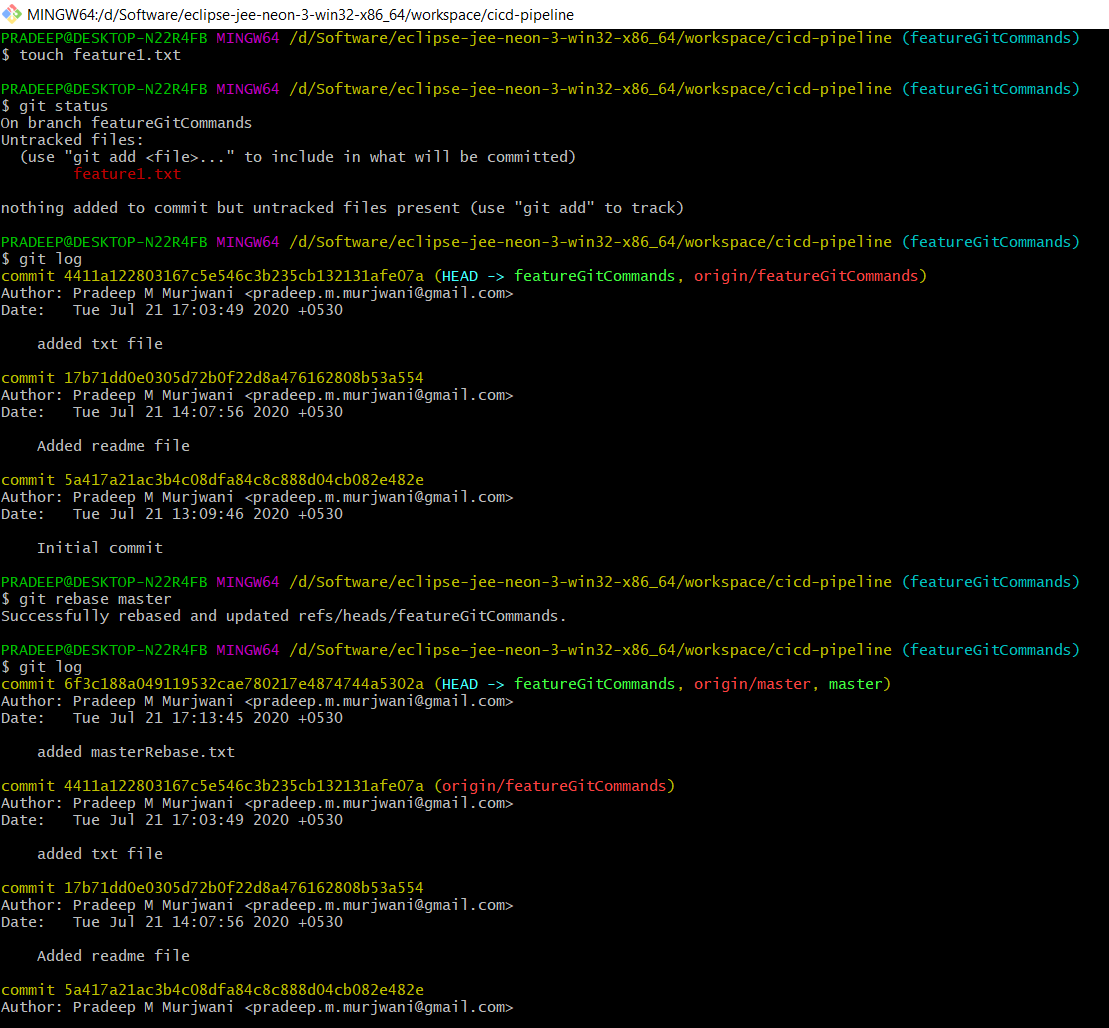 MINGW64:/d/Software/eclipse-jee-neon-3-win32-x86_64/workspace/cicd-pipeline
PRADEEP@DESKTOP-N22R4FB MINGW64 /d/Software/eclipse-jee-neon-3-win32-x86_64/workspace/cicd-pipeline (featureGitCommands)
$ touch feature1.txt
PRADEEP@DESKTOP-N22R4FB MINGW64 /d/Software/eclipse-jee-neon-3-win32-x86_64/workspace/cicd-pipeline (featureGitCommands)
$ git status
On branch featureGitCommands
Untracked files:
  (use "git add <file>..." to include in what will be committed)
        feature1.txt
nothing added to commit but untracked files present (use "git add" to track)
PRADEEP@DESKTOP-N22R4FB MINGW64 /d/Software/eclipse-jee-neon-3-win32-x86_64/workspace/cicd-pipeline (featureGitCommands)
$ git log
commit 4411a122803167c5e546c3b235cb132131afe07a (HEAD -> featureGitCommands, origin/featureGitCommands)
Author: Pradeep M Murjwani <pradeep.m.murjwani@gmail.com>
Date:   Tue Jul 21 17:03:49 2020 +0530
    added txt file
commit 17b71dd0e0305d72b0f22d8a476162808b53a554
Author: Pradeep M Murjwani <pradeep.m.murjwani@gmail.com>
Date:   Tue Jul 21 14:07:56 2020 +0530
    Added readme file
commit 5a417a21ac3b4c08dfa84c8c888d04cb082e482e
Author: Pradeep M Murjwani <pradeep.m.murjwani@gmail.com>
Date:   Tue Jul 21 13:09:46 2020 +0530
    Initial commit
PRADEEP@DESKTOP-N22R4FB MINGW64 /d/Software/eclipse-jee-neon-3-win32-x86_64/workspace/cicd-pipeline (featureGitCommands)
$ git rebase master
Successfully rebased and updated refs/heads/featureGitCommands.
PRADEEP@DESKTOP-N22R4FB MINGW64 /d/Software/eclipse-jee-neon-3-win32-x86_64/workspace/cicd-pipeline (featureGitCommands)
$ git log
commit 6f3c188a049119532cae780217e4874744a5302a (HEAD -> featureGitCommands, origin/master, master)
Author: Pradeep M Murjwani <pradeep.m.murjwani@gmail.com>
Date:   Tue Jul 21 17:13:45 2020 +0530
    added masterRebase.txt
commit 4411a122803167c5e546c3b235cb132131afe07a (origin/featureGitCommands)
Author: Pradeep M Murjwani <pradeep.m.murjwani@gmail.com>
Date:   Tue Jul 21 17:03:49 2020 +0530
    added txt file
commit 17b71dd0e0305d72b0f22d8a476162808b53a554
Author: Pradeep M Murjwani <pradeep.m.murjwani@gmail.com>
Date:   Tue Jul 21 14:07:56 2020 +0530
    Added readme file
commit 5a417a21ac3b4c08dfa84c8c888d04cb082e482e
Author: Pradeep M Murjwani <pradeep.m.murjwani@gmail.com>